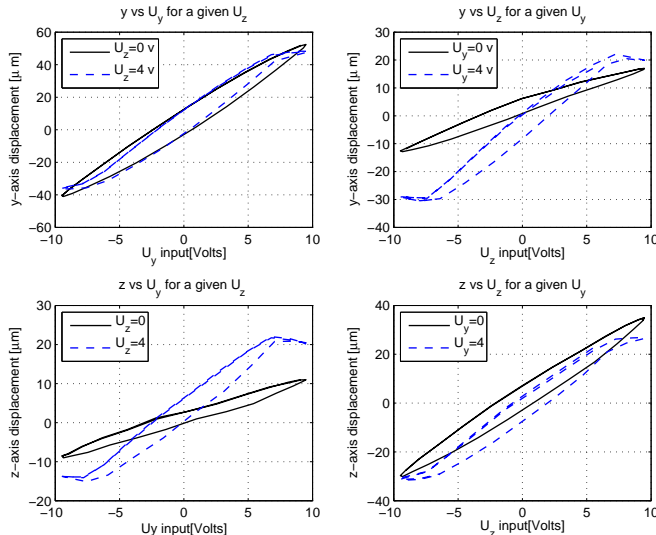 y vs U_y for a given U_z
y-axis displacement [μ m]
60
40
20
0
−20
−40
−60
U_z=0 v
U_z=4 v
−10 −5 0 5 10
U_y input[Volts]
y vs U_z for a given U_y
y-axis displacement [μ m]
30
20
10
0
−10
−20
−30
−40
U_y=0 v
U_y=4 v
−10 −5 0 5 10
U_z input[Volts]
z vs U_y for a given U_z
z-axis displacement [μm]
30
20
10
0
−10
−20
U_z=0
U_z=4
−10 −5 0 5 10
Uy input[Volts]
z vs U_z for a given U_y
z-axis displacement [μm]
40
20
0
−20
−40
U_y=0
U_y=4
−10 −5 0 5 10
U_z input[Volts]